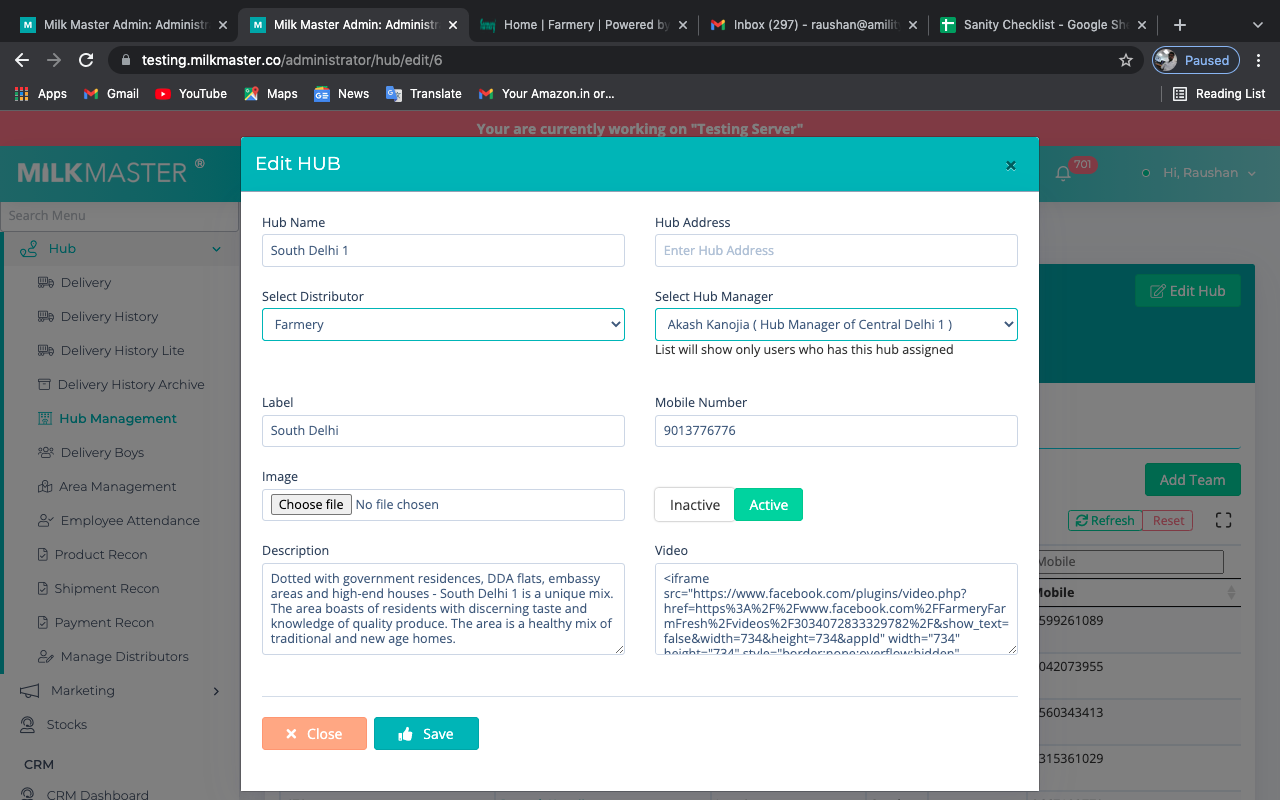 Milk Master Admin: Administr
Milk Master Admin: Administr
Home | Farmery | Powered by
Inbox (297) - raushan@amility
Sanity Checklist - Google She
testing.milkmaster.co/administrator/hub/edit/6
Paused
Apps
Gmail
YouTube
Maps
News
Translate
Your Amazon.in or...
Reading List
Your are currently working on "Testing Server"
MILKMASTER ®
701
Hi, Raushan
Search Menu
Hub
Delivery
Delivery History
Delivery History Lite
Delivery History Archive
Hub Management
Delivery Boys
Area Management
Employee Attendance
Product Recon
Shipment Recon
Payment Recon
Manage Distributors
Marketing
Stocks
CRM
CRM Dashboard
Edit HUB
×
Hub Name
South Delhi 1
Hub Address
Enter Hub Address
Select Distributor
Farmery
Select Hub Manager
Akash Kanojia ( Hub Manager of Central Delhi 1 )
List will show only users who has this hub assigned
Label
South Delhi
Mobile Number
9013776776
Image
Choose file No file chosen
Inactive Active
Description
Dotted with government residences, DDA flats, embassy
areas and high-end houses - South Delhi 1 is a unique mix.
The area boasts of residents with discerning taste and
knowledge of quality produce. The area is a healthy mix of
traditional and new age homes.
Video
<iframe
src="https://www.facebook.com/plugins/video.php?
href=https%3A%2F%2Fwww.facebook.com%2FFarmeryFar
mFresh%2Fvideos%2F3034072833329782%2F&show_text=
false&width=734&height=734&appId" width="734"
height="734" style="border:none;overflow:hidden"
Close
Save
Edit Hub
Add Team
Refresh Reset
Mobile
Mobile
599261089
042073955
560343413
315361029